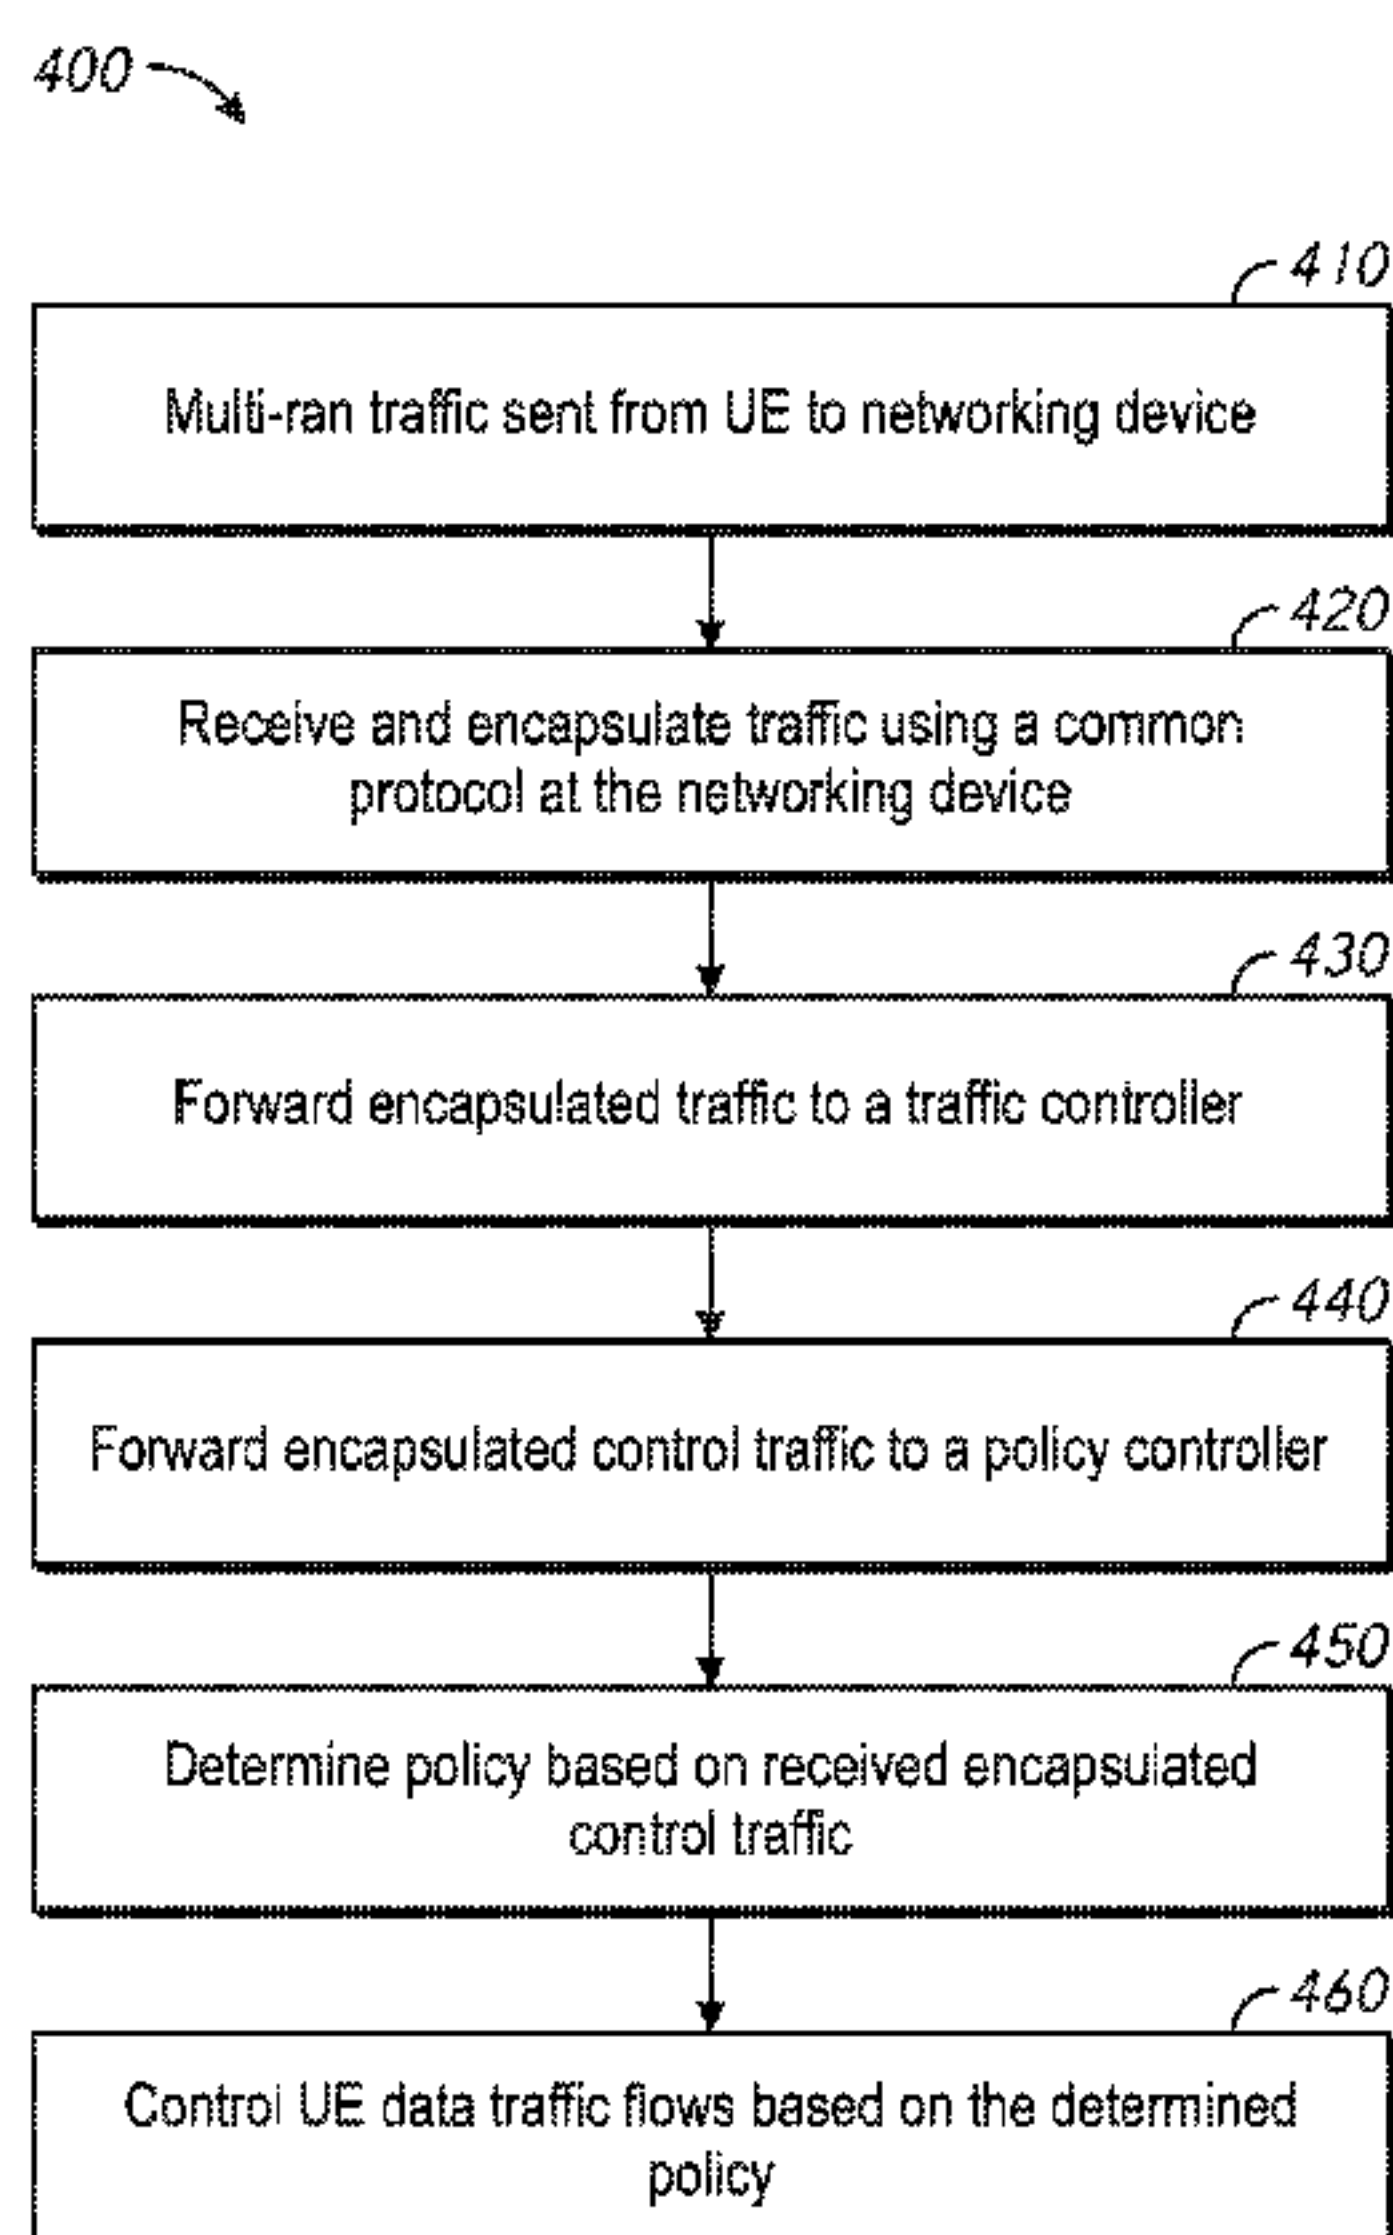 400
410
Multi-ran traffic sent from UE to networking device
420
Receive and encapsulate traffic using a common
protocol at the networking device
430
Forward encapsulated traffic to a traffic controller
440
Forward encapsulated control traffic to a policy controller
450
Determine policy based on received encapsulated
control traffic
460
Control UE data traffic flows based on the determined
policy